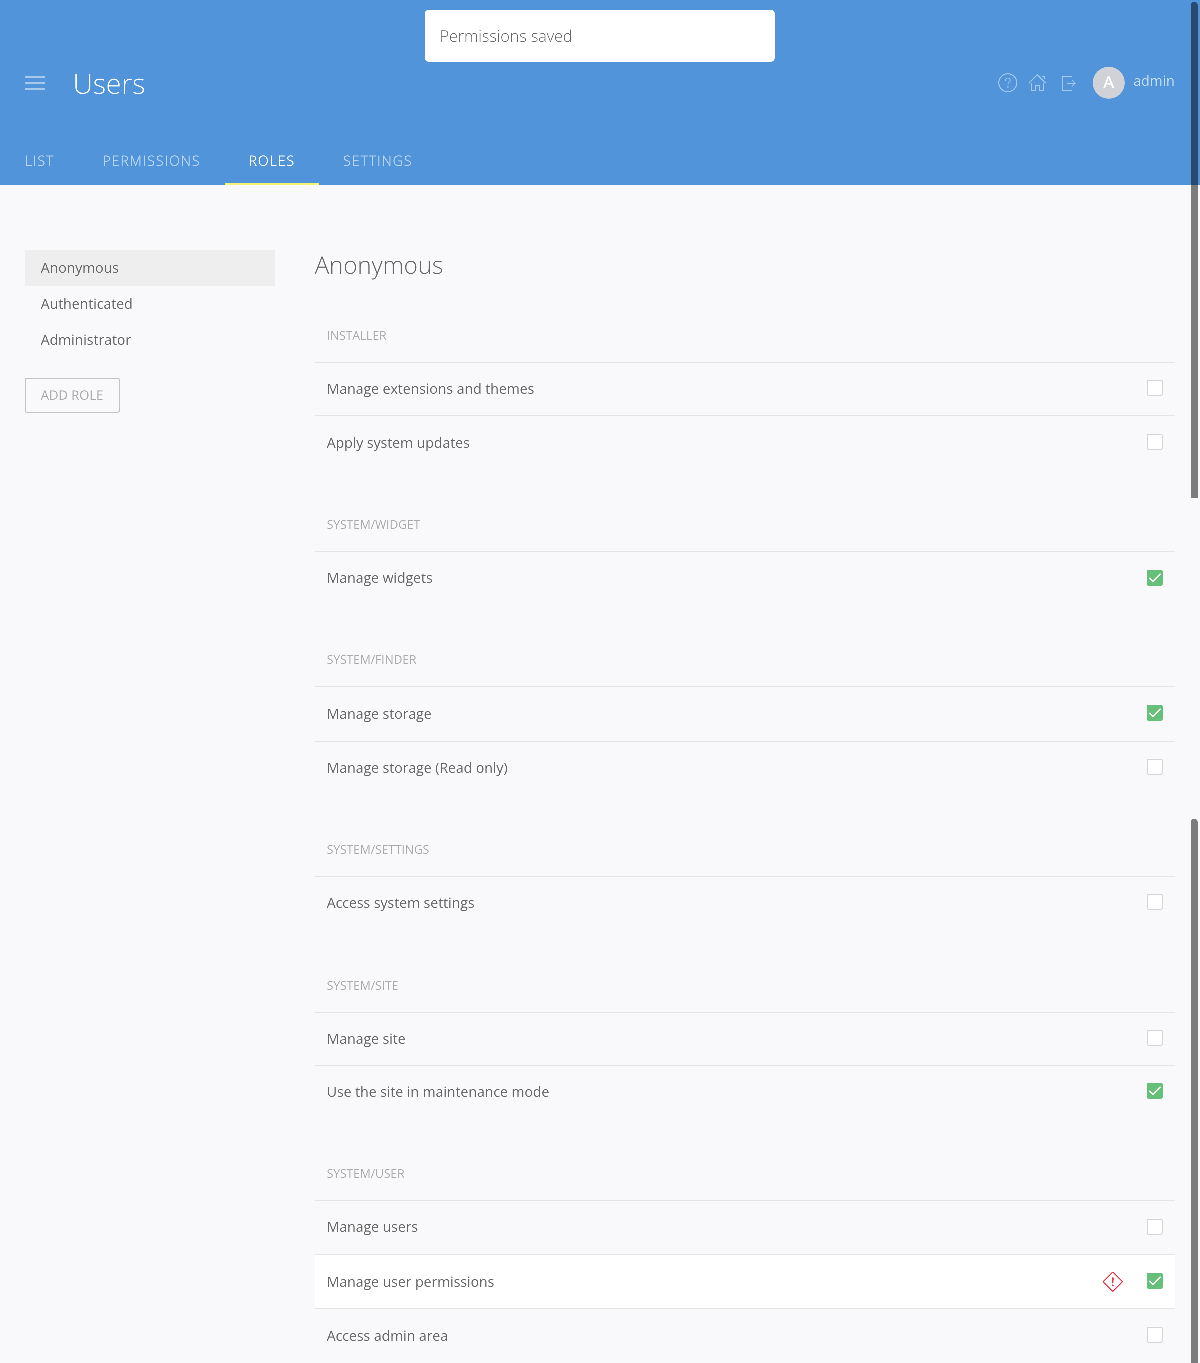 Permissions saved
Users
A admin
LIST PERMISSIONS ROLES SETTINGS
Anonymous
Authenticated
Administrator
ADD ROLE
Anonymous
INSTALLER
Manage extensions and themes
Apply system updates
SYSTEM/WIDGET
Manage widgets
SYSTEM/FINDER
Manage storage
Manage storage (Read only)
SYSTEM/SETTINGS
Access system settings
SYSTEM/SITE
Manage site
Use the site in maintenance mode
SYSTEM/USER
Manage users
Manage user permissions
Access admin area